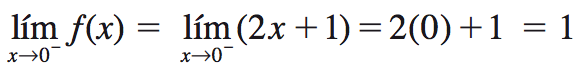 lím f(x) = lím (2x + 1) = 2(0) + 1 = 1
x→0⁻ x→0⁻